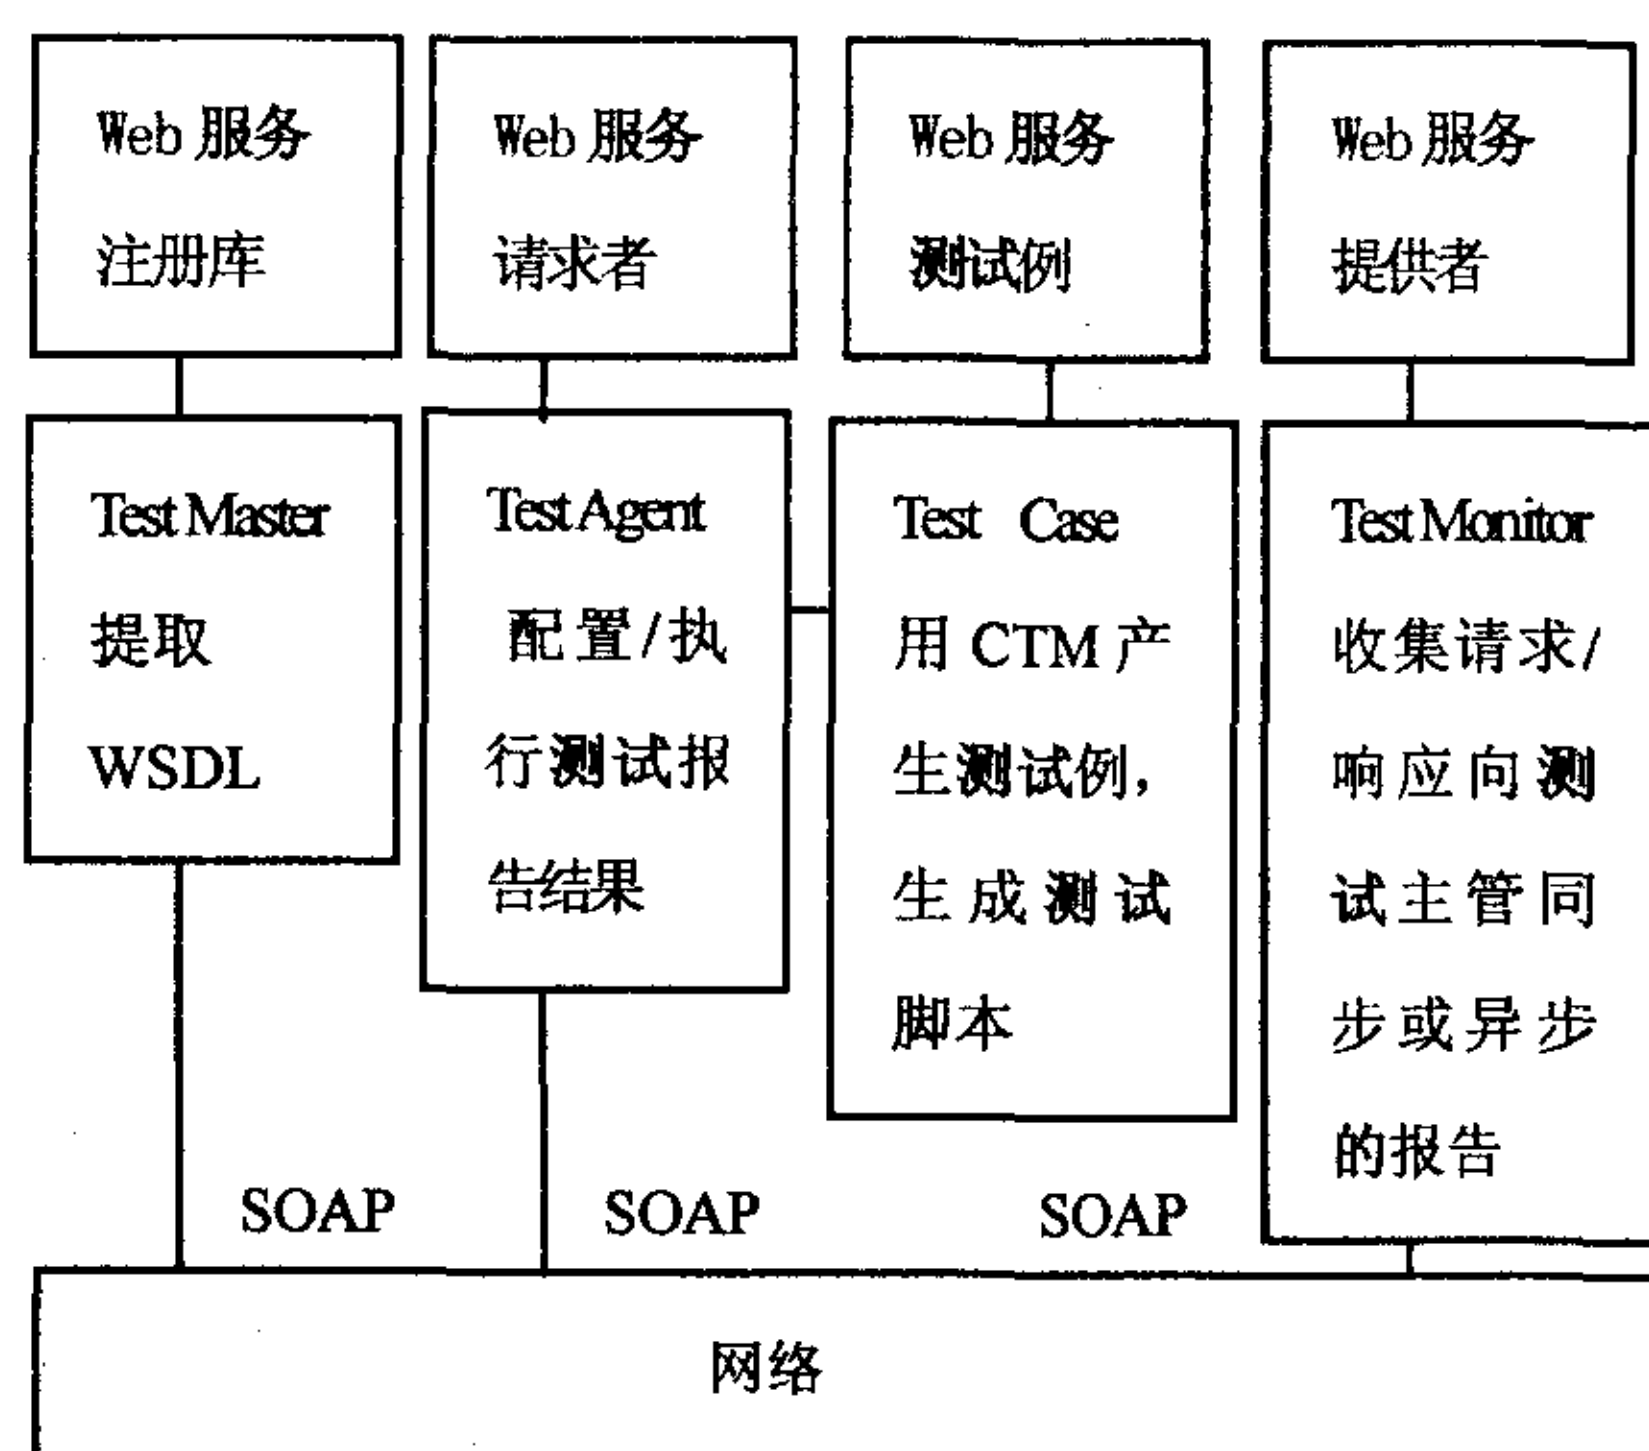 Web 服务
注册库
Web 服务
请求者
Web 服务
测试例
Web 服务
提供者
Test Master
提取
WSDL
Test Agent
配置/执
行测试报
告结果
Test Case
用 CTM 产
生测试例，
生成测试
脚本
Test Monitor
收集请求/
响应向测
试主管同
步或异步
的报告
SOAP
SOAP
SOAP
网络